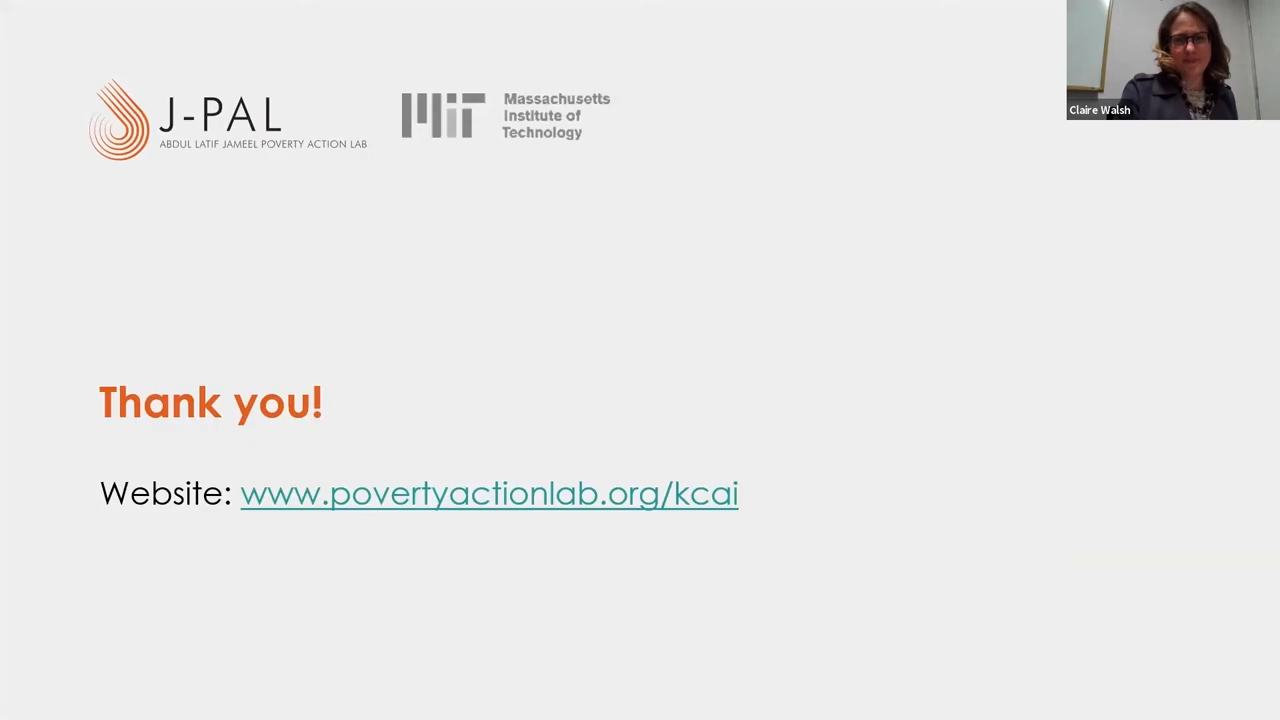 J-PAL
ABDUL LATIF JAMEEL POVERTY ACTION LAB
MIT
Massachusetts
Institute of
Technology
Claire Walsh
Thank you!
Website: www.povertyactionlab.org/kcai